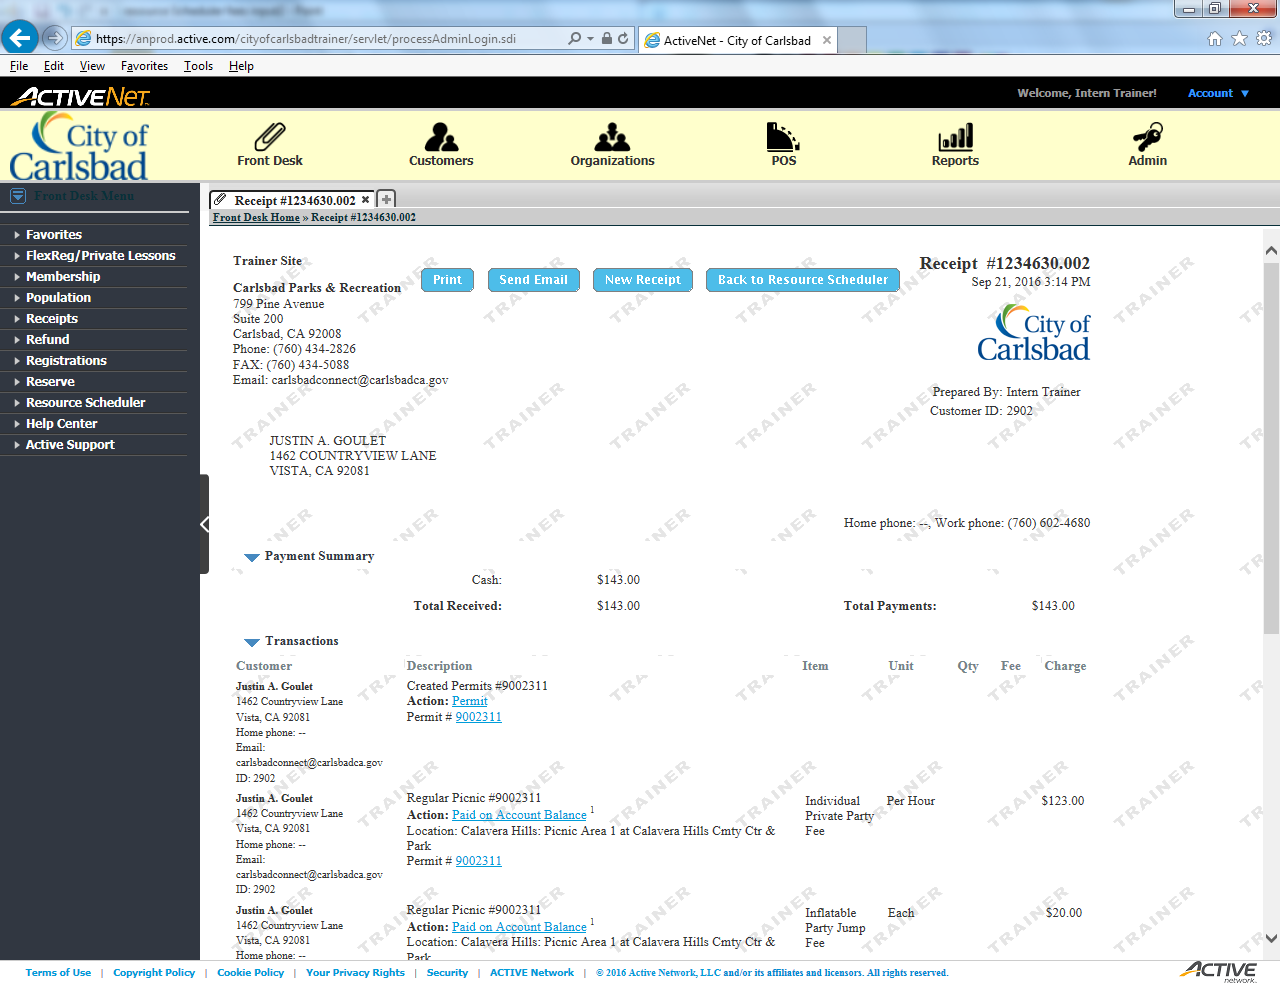 https://anprod.active.com/cityofcarlsbadtrainer/servlet/processAdminLogin.sdi
ActiveNet - City of Carlsbad
File Edit View Favorites Tools Help
ACTIVENET
Welcome, Intern Trainer! Account
City of Carlsbad
Front Desk Customers Organizations POS Reports Admin
Front Desk Menu
Favorites
FlexReg/Private Lessons
Membership
Population
Receipts
Refund
Registrations
Reserve
Resource Scheduler
Help Center
Active Support
Receipt #1234630.002
Front Desk Home » Receipt #1234630.002
Trainer Site
Print Send Email New Receipt Back to Resource Scheduler
Receipt #1234630.002
Sep 21, 2016 3:14 PM
Carlsbad Parks & Recreation
799 Pine Avenue
Suite 200
Carlsbad, CA 92008
Phone: (760) 434-2826
FAX: (760) 434-5088
Email: carlsbadconnect@carlsbadca.gov
City of Carlsbad
Prepared By: Intern Trainer
Customer ID: 2902
JUSTIN A. GOULET
1462 COUNTRYVIEW LANE
VISTA, CA 92081
Home phone: --, Work phone: (760) 602-4680
Payment Summary
Cash: $143.00
Total Received: $143.00 Total Payments: $143.00
Transactions
Customer Description Item Unit Qty Fee Charge
Justin A. Goulet
1462 Countryview Lane
Vista, CA 92081
Home phone: --
Email:
carlsbadconnect@carlsbadca.gov
ID: 2902
Created Permits #9002311
Action: Permit
Permit # 9002311
Justin A. Goulet
1462 Countryview Lane
Vista, CA 92081
Home phone: --
Email:
carlsbadconnect@carlsbadca.gov
ID: 2902
Regular Picnic #9002311
Action: Paid on Account Balance 1
Location: Calavera Hills: Picnic Area 1 at Calavera Hills Cmty Ctr &
Park
Permit # 9002311
Individual
Private Party
Fee
Per Hour
$123.00
Justin A. Goulet
1462 Countryview Lane
Vista, CA 92081
Home phone: --
Regular Picnic #9002311
Action: Paid on Account Balance 1
Location: Calavera Hills: Picnic Area 1 at Calavera Hills Cmty Ctr &
Park
Inflatable
Party Jump
Fee
Each
$20.00
TRAINER
Terms of Use | Copyright Policy | Cookie Policy | Your Privacy Rights | Security | ACTIVE Network | © 2016 Active Network, LLC and/or its affiliates and licensors. All rights reserved.
ACTIVE
network